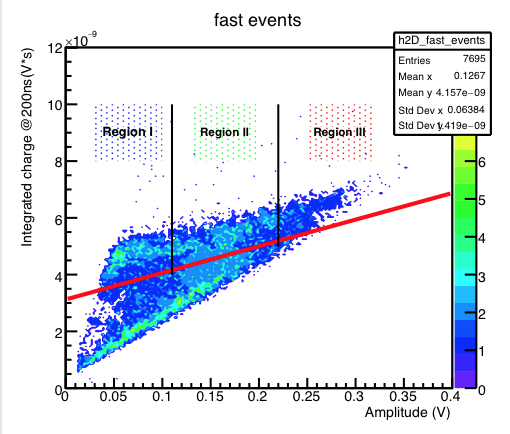 fast events
×10⁻⁹
h2D_fast_events
Entries 7695
Mean x 0.1267
Mean y 4.157e−09
Std Dev x 0.06384
Std Dev y 1.419e−09
Integrated charge @200ns(V*s)
12
10
8
6
4
2
0
Region I
Region II
Region III
6
5
4
3
2
1
0
0 0.05 0.1 0.15 0.2 0.25 0.3 0.35 0.4
Amplitude (V)